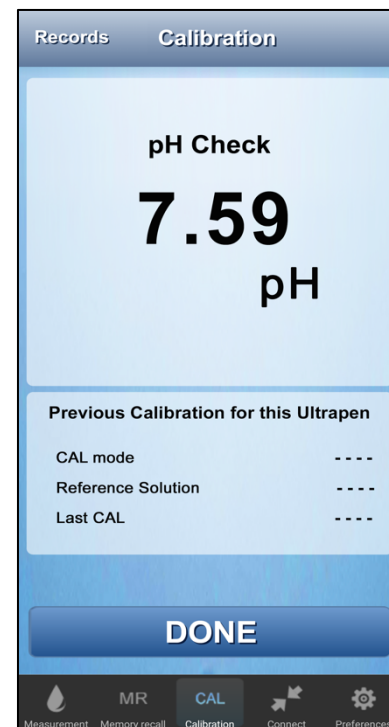 Records Calibration
pH Check
7.59
pH
Previous Calibration for this Ultrapen
CAL mode ----
Reference Solution ----
Last CAL ----
DONE
MR CAL
Measurement Memory recall Calibration Connect Preferences